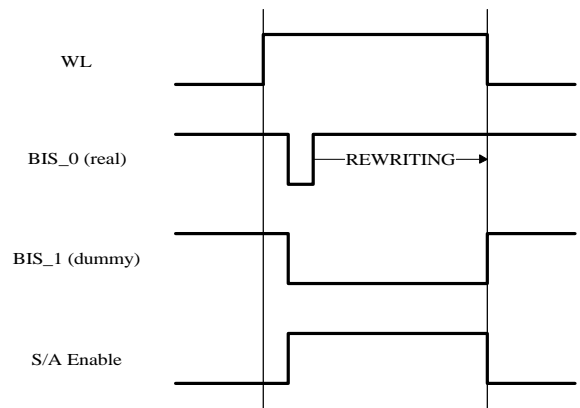 WL
BIS_0 (real)
REWRITING
BIS_1 (dummy)
S/A Enable